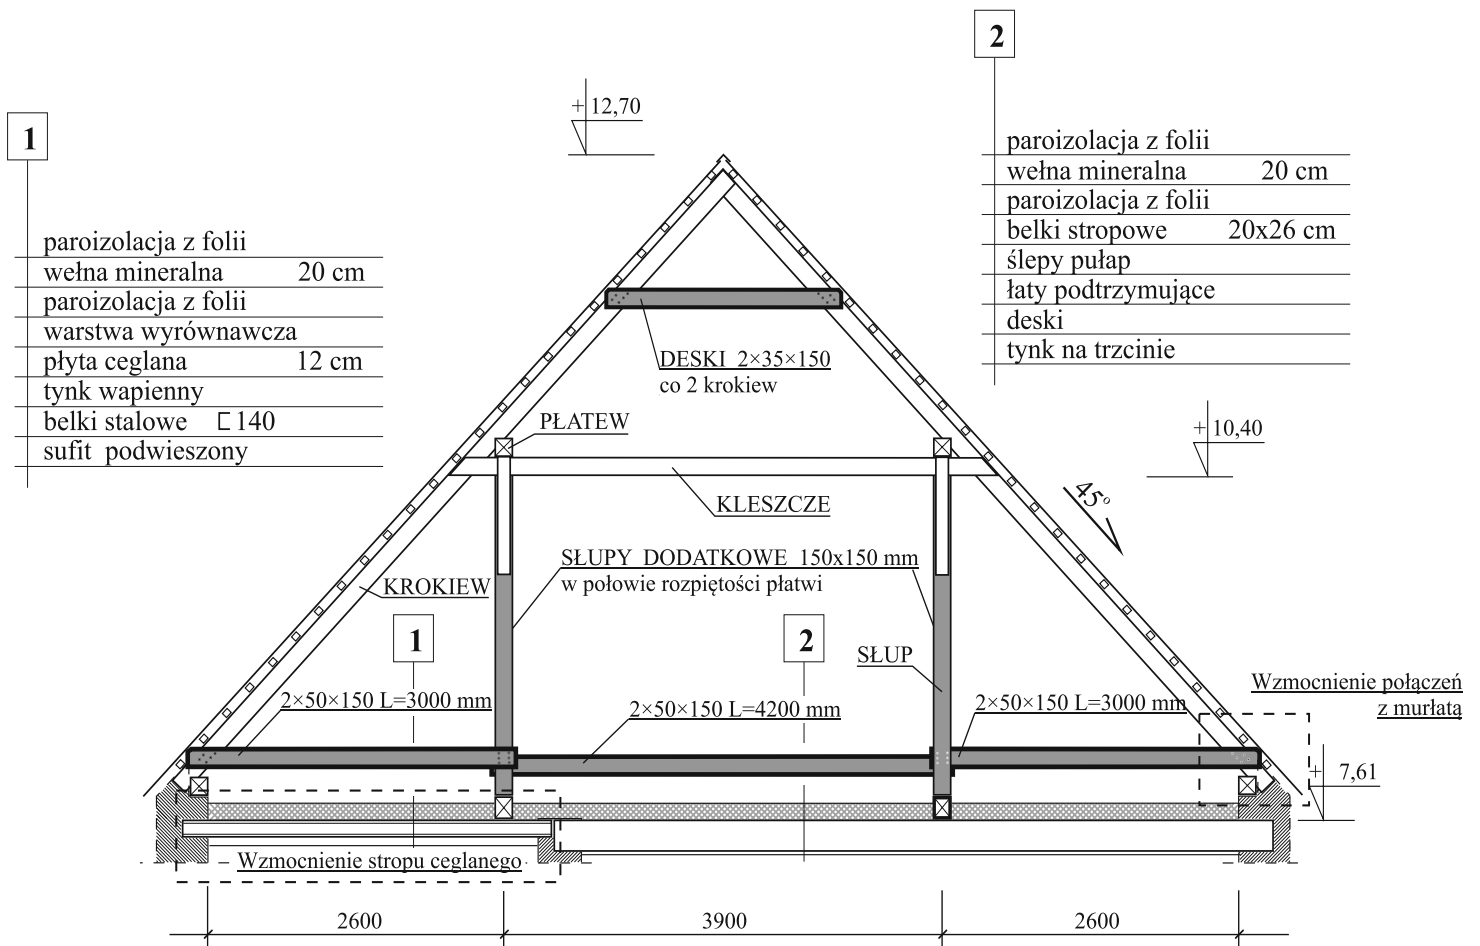 1
paroizolacja z folii
wełna mineralna 20 cm
paroizolacja z folii
warstwa wyrównawcza
płyta ceglana 12 cm
tynk wapienny
belki stalowe ⊏ 140
sufit podwieszony
2
paroizolacja z folii
wełna mineralna 20 cm
paroizolacja z folii
belki stropowe 20x26 cm
ślepy pułap
łaty podtrzymujące
deski
tynk na trzcinie
+ 12,70
DESKI 2×35×150
co 2 krokiew
PŁATEW
+ 10,40
KLESZCZE
45°
SŁUPY DODATKOWE 150x150 mm
w połowie rozpiętości płatwi
KROKIEW
1
2
SŁUP
Wzmocnienie połączeń
z murłatą
2×50×150 L=3000 mm
2×50×150 L=4200 mm
2×50×150 L=3000 mm
+ 7,61
Wzmocnienie stropu ceglanego
2600
3900
2600